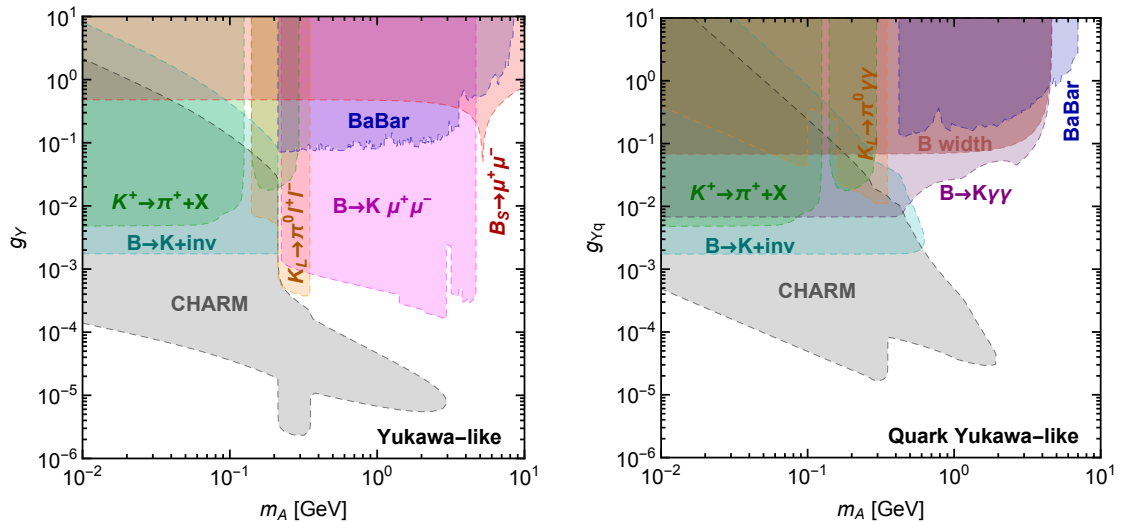 10¹
10⁰
10⁻¹
10⁻²
10⁻³
10⁻⁴
10⁻⁵
10⁻⁶
g_Y
BaBar
K⁺→π⁺+X
B→K+inv
K_L→π⁰l⁺l⁻
B→K μ⁺μ⁻
B_S→μ⁺μ⁻
CHARM
Yukawa–like
10⁻² 10⁻¹ 10⁰ 10¹
m_A [GeV]
10¹
10⁰
10⁻¹
10⁻²
10⁻³
10⁻⁴
10⁻⁵
10⁻⁶
g_Yq
K_L→π⁰γγ
BaBar
B width
K⁺→π⁺+X
B→Kγγ
B→K+inv
CHARM
Quark Yukawa–like
10⁻² 10⁻¹ 10⁰ 10¹
m_A [GeV]